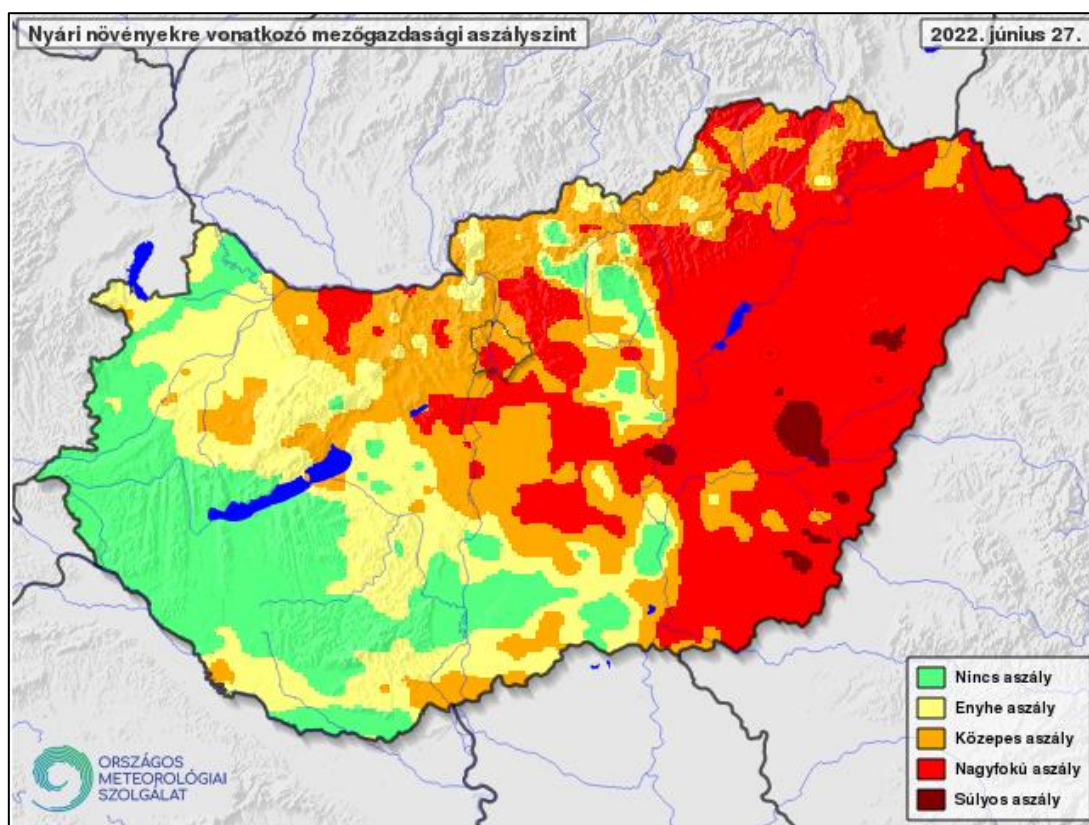 Nyári növényekre vonatkozó mezőgazdasági aszályszint
2022. június 27.
Nincs aszály
Enyhe aszály
Közepes aszály
Nagyfokú aszály
Súlyos aszály
ORSZÁGOS
METEOROLÓGIAI
SZOLGÁLAT